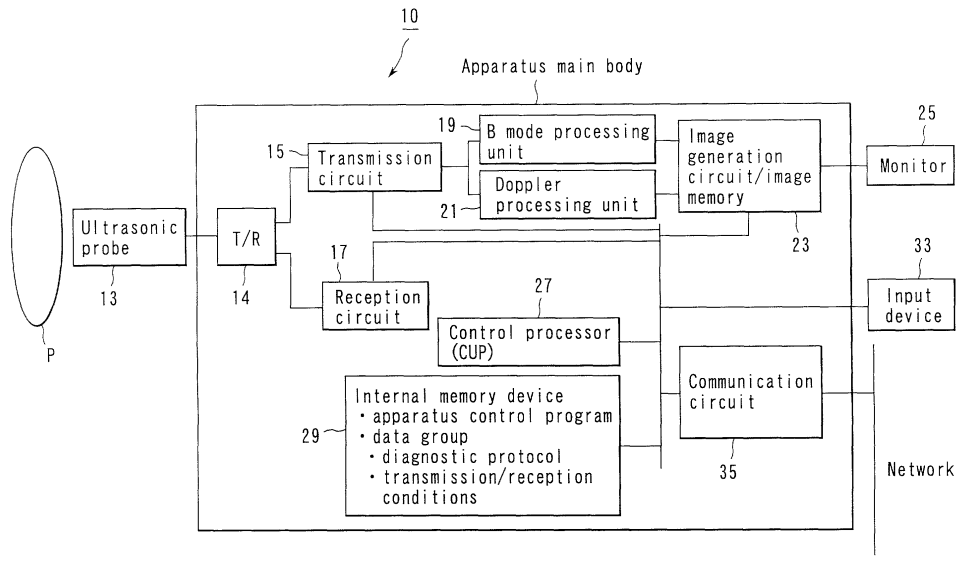 10
Apparatus main body
15
Transmission
circuit
19
B mode processing
unit
21
Doppler
processing unit
Image
generation
circuit/image
memory
23
25
Monitor
Ultrasonic
probe
13
T/R
14
17
Reception
circuit
P
27
Control processor
(CUP)
33
Input
device
29
Internal memory device
・apparatus control program
・data group
・diagnostic protocol
・transmission/reception
conditions
Communication
circuit
35
Network